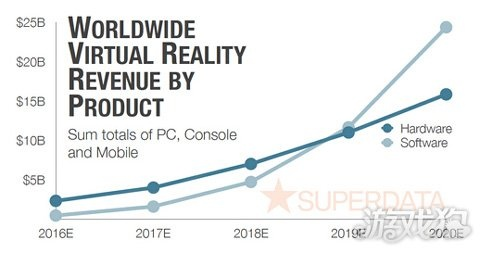 $25B
WORLDWIDE
VIRTUAL REALITY
REVENUE BY
PRODUCT
Sum totals of PC, Console
and Mobile
$20B
$15B
$10B
$5B
Hardware
Software
SUPERDATA
游戏狗
2016E 2017E 2018E 2019E 2020E